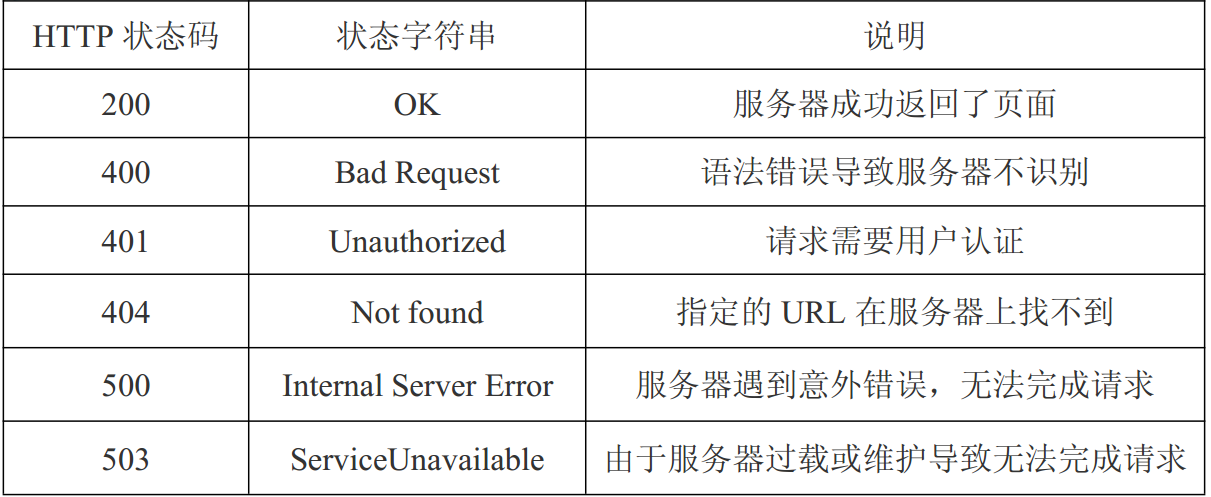 HTTP 状态码 状态字符串 说明
200 OK 服务器成功返回了页面
400 Bad Request 语法错误导致服务器不识别
401 Unauthorized 请求需要用户认证
404 Not found 指定的 URL 在服务器上找不到
500 Internal Server Error 服务器遇到意外错误，无法完成请求
503 ServiceUnavailable 由于服务器过载或维护导致无法完成请求